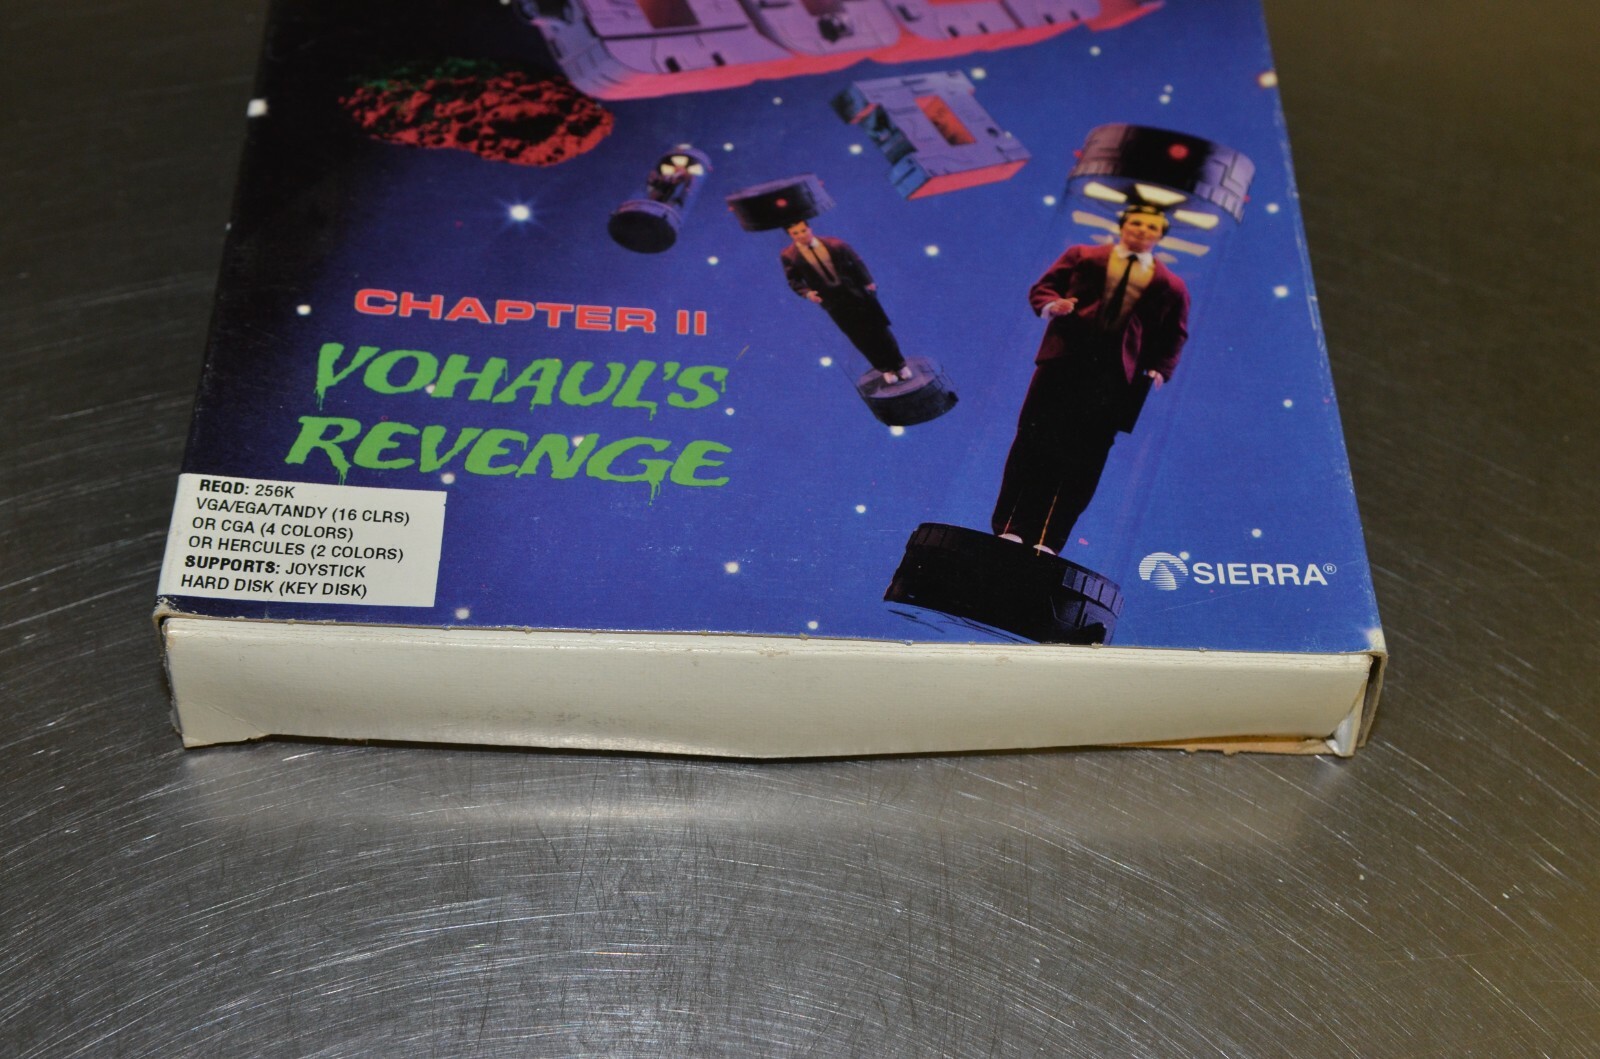 II
CHAPTER II
VOHAUL'S
REVENGE
REQD: 256K
VGA/EGA/TANDY (16 CLRS)
OR CGA (4 COLORS)
OR HERCULES (2 COLORS)
SUPPORTS: JOYSTICK
HARD DISK (KEY DISK)
SIERRA®